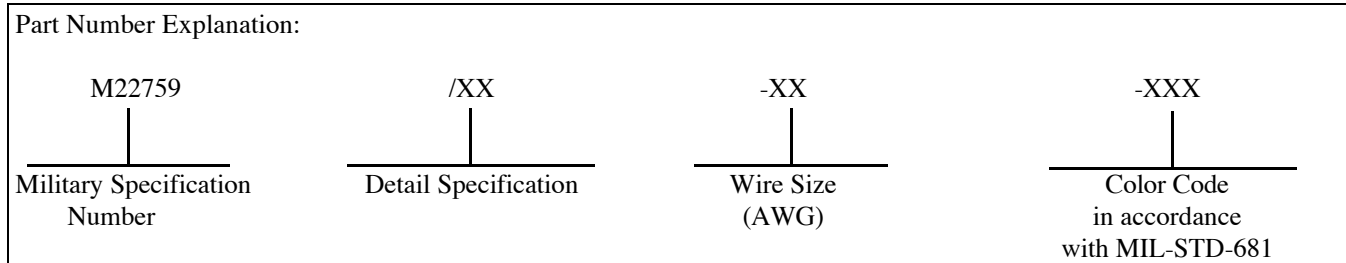 Part Number Explanation:
M22759 /XX -XX -XXX
Military Specification Detail Specification Wire Size Color Code
Number (AWG) in accordance
with MIL-STD-681